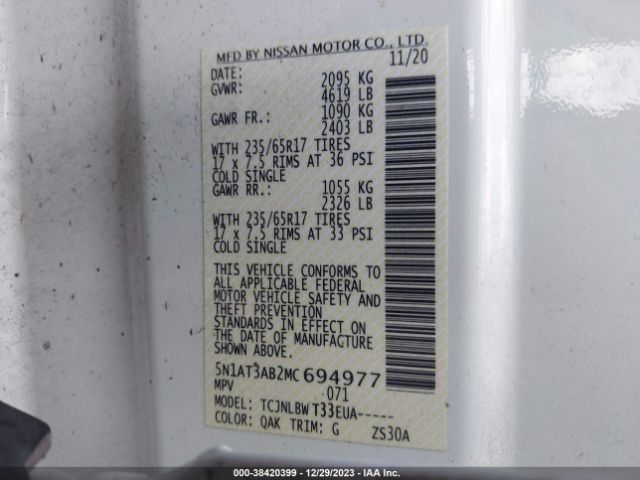 MFD BY NISSAN MOTOR CO., LTD.
DATE: 11/20
GVWR: 2095 KG
4619 LB
GAWR FR.: 1090 KG
2403 LB
WITH 235/65R17 TIRES
17 x 7.5 RIMS AT 36 PSI
COLD SINGLE
GAWR RR.: 1055 KG
2326 LB
WITH 235/65R17 TIRES
17 x 7.5 RIMS AT 33 PSI
COLD SINGLE
THIS VEHICLE CONFORMS TO
ALL APPLICABLE FEDERAL
MOTOR VEHICLE SAFETY AND
THEFT PREVENTION
STANDARDS IN EFFECT ON
THE DATE OF MANUFACTURE
SHOWN ABOVE.
5N1AT3AB2MC694977
MPV 071
MODEL: TCJNLBW T33EUA-----
COLOR: QAK TRIM: G ZS30A
000-38420399 • 12/29/2023 • IAA Inc.